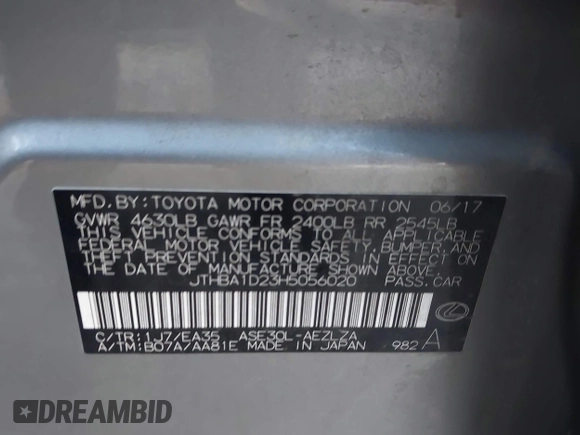 MFD. BY: TOYOTA MOTOR CORPORATION 06/17
GVWR 4630LB GAWR FR 2400LB RR 2545LB
THIS VEHICLE CONFORMS TO ALL APPLICABLE
FEDERAL MOTOR VEHICLE SAFETY, BUMPER, AND
THEFT PREVENTION STANDARDS IN EFFECT ON
THE DATE OF MANUFACTURE SHOWN ABOVE.
JTHBA1D23H5056020 PASS. CAR
C/TR: 1J7/EA35 ASE30L-AEZLZA
A/TM: B07A/AA81E MADE IN JAPAN 982 A
DREAMBID